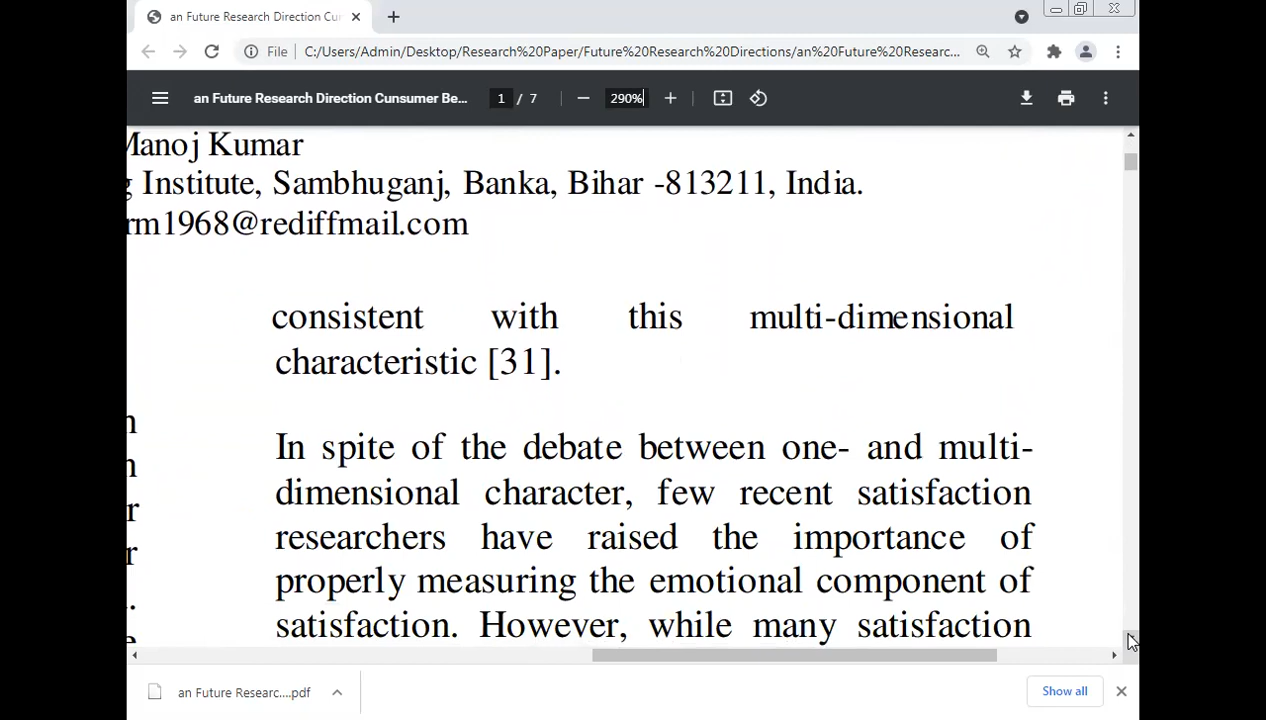 an Future Research Direction Cur
File C:/Users/Admin/Desktop/Research%20Paper/Future%20Research%20Directions/an%20Future%20Researc...
an Future Research Direction Cunsumer Be... 1 / 7 290%
Manoj Kumar
g Institute, Sambhuganj, Banka, Bihar -813211, India.
rm1968@rediffmail.com
consistent with this multi-dimensional
characteristic [31].
In spite of the debate between one- and multi-
dimensional character, few recent satisfaction
researchers have raised the importance of
properly measuring the emotional component of
satisfaction. However, while many satisfaction
an Future Researc....pdf Show all